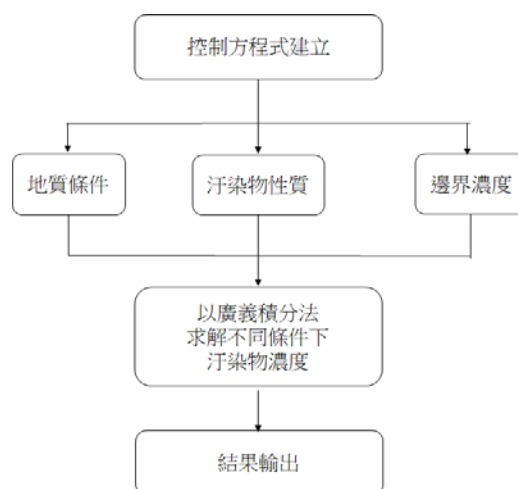 控制方程式建立
地質條件
汙染物性質
邊界濃度
以廣義積分法
求解不同條件下
汙染物濃度
結果輸出